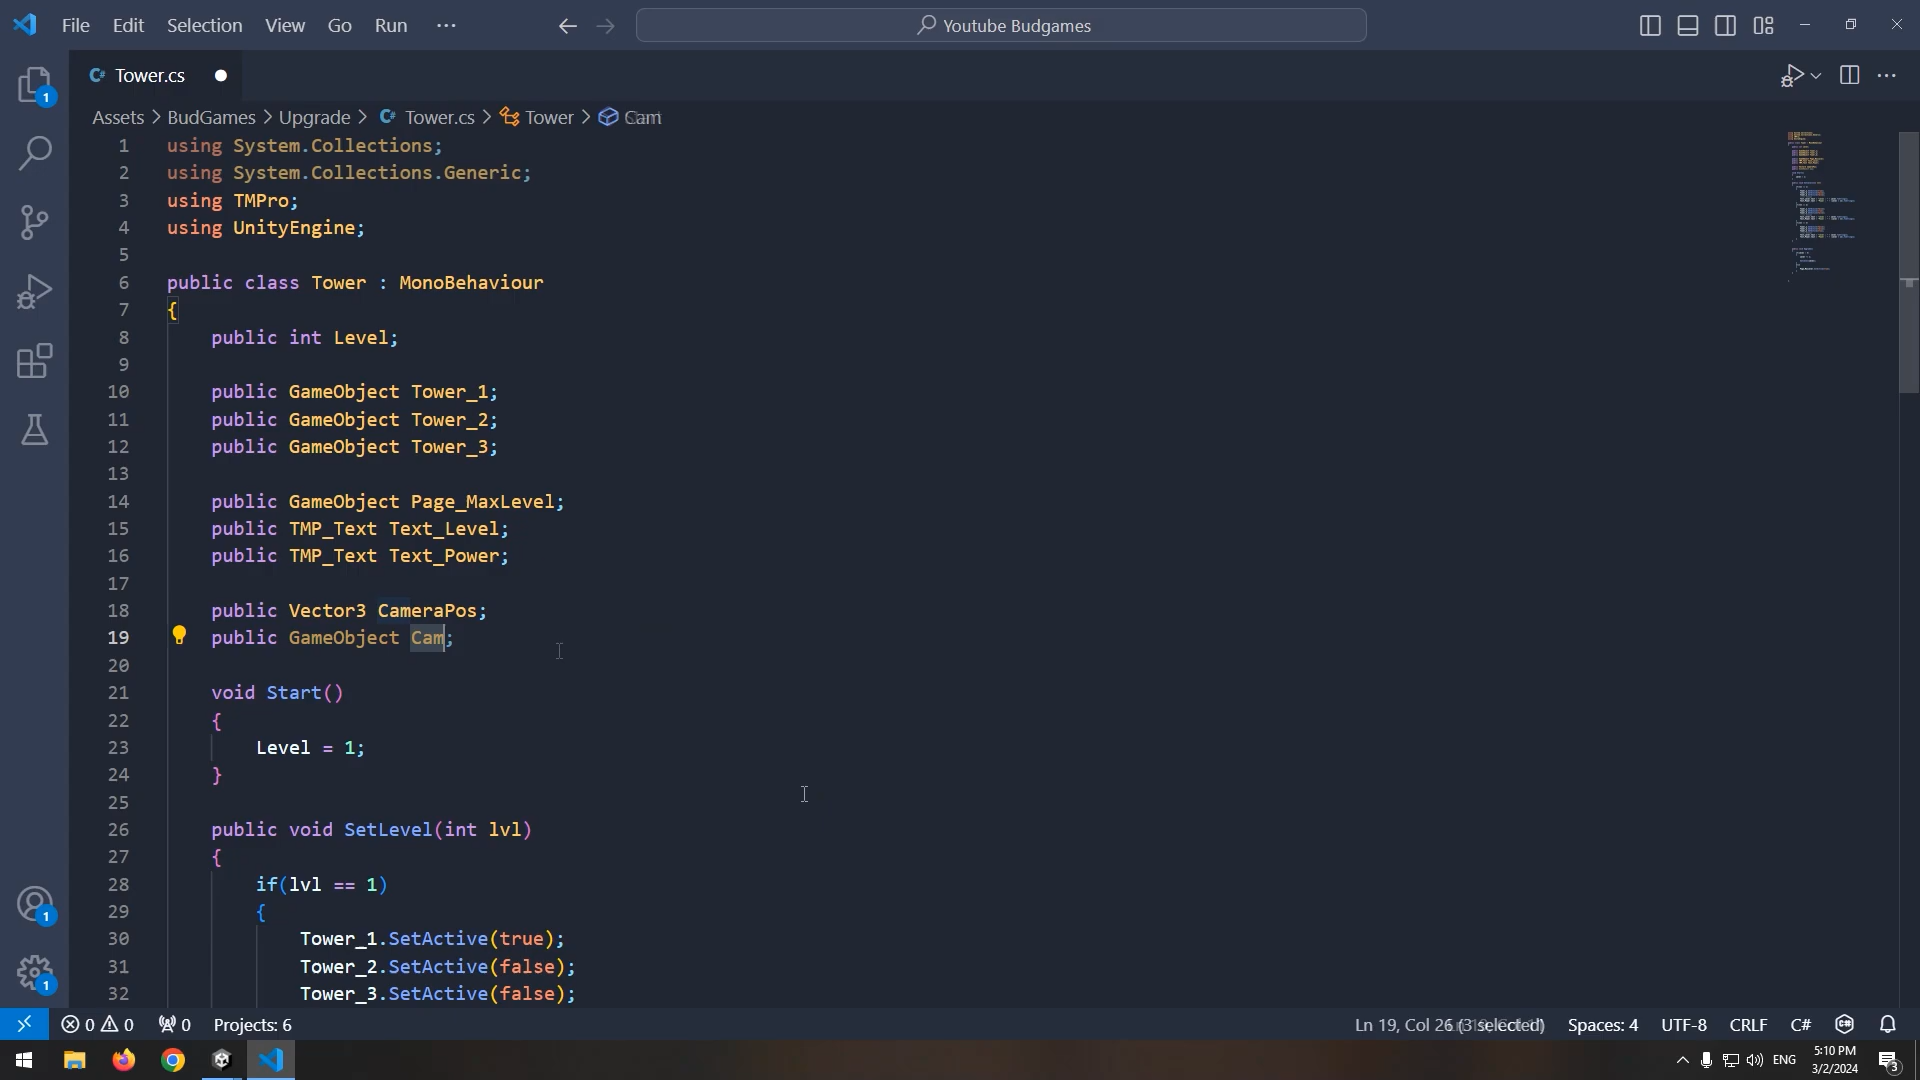 File Edit Selection View Go Run ···
Youtube Budgames
C# Tower.cs
Assets > BudGames > Upgrade > C# Tower.cs > Tower >
1 using System.Collections;
2 using System.Collections.Generic;
3 using TMPro;
4 using UnityEngine;
5
6 public class Tower : MonoBehaviour
7 {
8 public int Level;
9
10 public GameObject Tower_1;
11 public GameObject Tower_2;
12 public GameObject Tower_3;
13
14 public GameObject Page_MaxLevel;
15 public TMP_Text Text_Level;
16 public TMP_Text Text_Power;
17
18 public Vector3 CameraPos;
19 public GameObject Cam;
20
21 void Start()
22 {
23 Level = 1;
24 }
25
26 public void SetLevel(int lvl)
27 {
28 if(lvl == 1)
29 {
30 Tower_1.SetActive(true);
31 Tower_2.SetActive(false);
32 Tower_3.SetActive(false);
1
1
1
0 0 0 Projects: 6 Ln 19, Col 26 (3 selected) Spaces: 4 UTF-8 CRLF C#
ENG 5:10 PM
3/2/2024
3